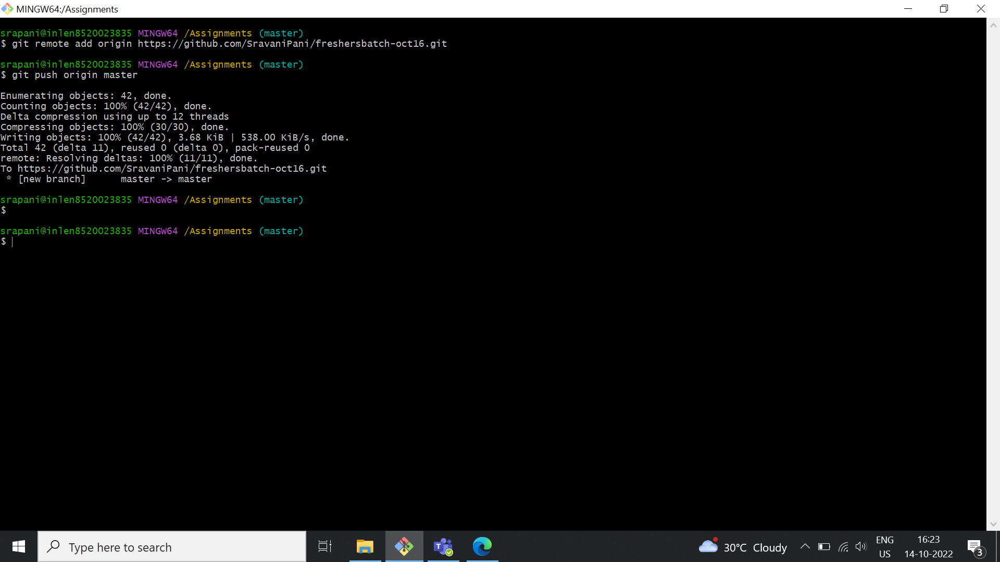 MINGW64:/Assignments
srapani@inlen8520023835 MINGW64 /Assignments (master)
$ git remote add origin https://github.com/SravaniPani/freshersbatch-oct16.git
srapani@inlen8520023835 MINGW64 /Assignments (master)
$ git push origin master
Enumerating objects: 42, done.
Counting objects: 100% (42/42), done.
Delta compression using up to 12 threads
Compressing objects: 100% (30/30), done.
Writing objects: 100% (42/42), 3.68 KiB | 538.00 KiB/s, done.
Total 42 (delta 11), reused 0 (delta 0), pack-reused 0
remote: Resolving deltas: 100% (11/11), done.
To https://github.com/SravaniPani/freshersbatch-oct16.git
 * [new branch]      master -> master
srapani@inlen8520023835 MINGW64 /Assignments (master)
$
srapani@inlen8520023835 MINGW64 /Assignments (master)
$
Type here to search
30°C Cloudy
ENG
US
16:23
14-10-2022
3